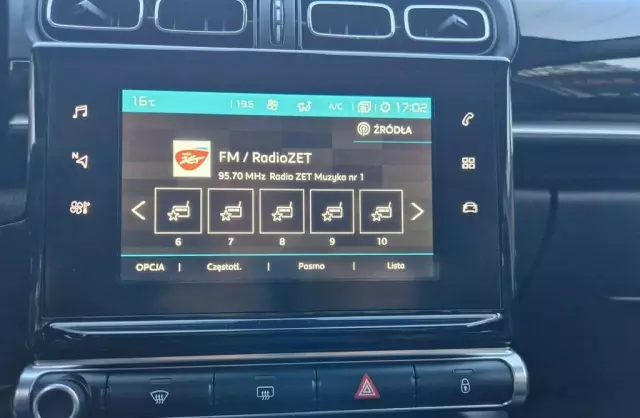 16°C 19.5 A/C 17:02
ŹRÓDŁA
ZET
FM / RadioZET
95.70 MHz Radio ZET Muzyka nr 1
6 7 8 9 10
OPCJA | Częstotl. | Pasmo | Lista
N